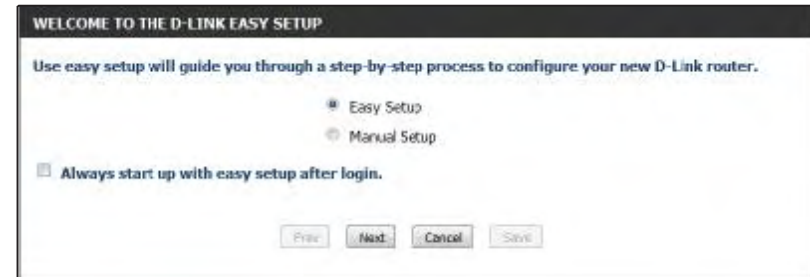 WELCOME TO THE D-LINK EASY SETUP
Use easy setup will guide you through a step-by-step process to configure your new D-Link router.
Easy Setup
Manual Setup
Always start up with easy setup after login.
Prev Next Cancel Save